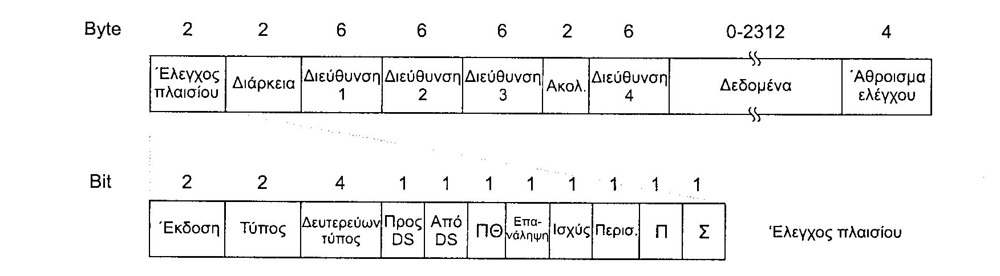 Byte 2 2 6 6 6 2 6 0-2312 4
Έλεγχος πλαισίου Διάρκεια Διεύθυνση 1 Διεύθυνση 2 Διεύθυνση 3 Ακολ. Διεύθυνση 4 Δεδομένα Άθροισμα ελέγχου
Bit 2 2 4 1 1 1 1 1 1 1 1
Έκδοση Τύπος Δευτερεύων τύπος Προς DS Από DS ΠΘ Επα- νάληψη Ισχύς Περισ. Π Σ Έλεγχος πλαισίου